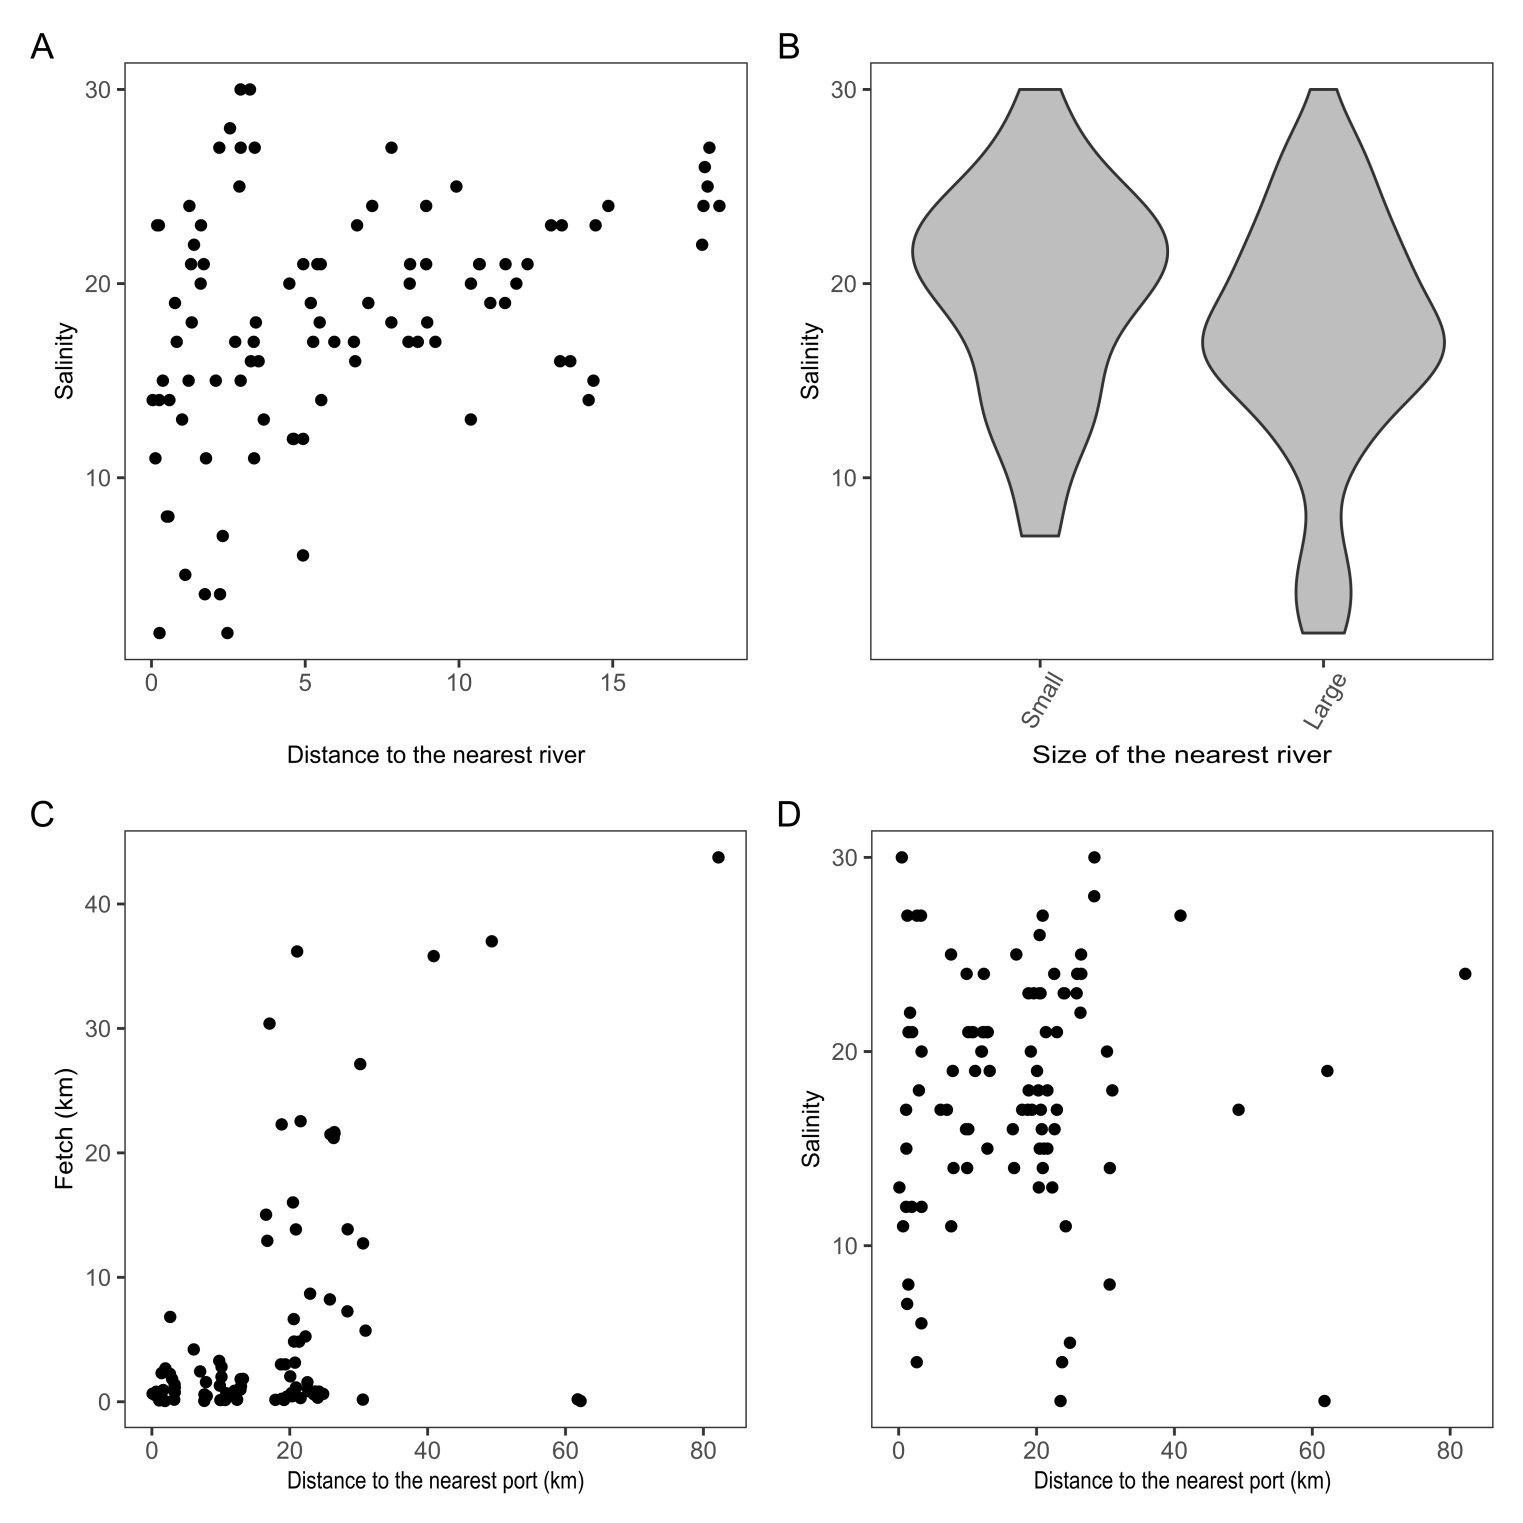 A
B
30
20
10
Salinity
0 5 10 15
Distance to the nearest river
30
20
10
Salinity
Small Large
Size of the nearest river
C
D
40
30
20
10
0
Fetch (km)
0 20 40 60 80
Distance to the nearest port (km)
30
20
10
Salinity
0 20 40 60 80
Distance to the nearest port (km)